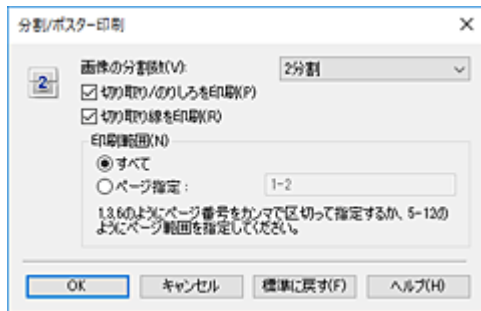 分割/ポスター印刷
画像の分割数(V):
2分割
2
切り取り/のりしろを印刷(P)
切り取り線を印刷(R)
印刷範囲(N)
すべて
ページ指定:
1-2
1,3,6のようにページ番号をカンマで区切って指定するか、5-12の
ようにページ範囲を指定してください。
OK
キャンセル
標準に戻す(F)
ヘルプ(H)